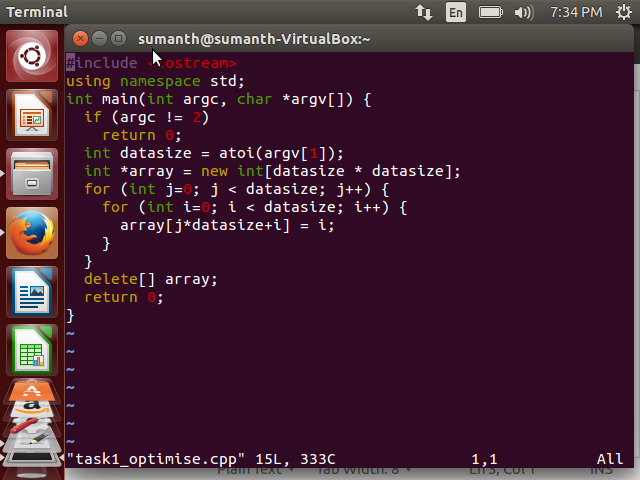 Terminal
En
7:34 PM
sumanth@sumanth-VirtualBox:~
#include <iostream>
using namespace std;
int main(int argc, char *argv[]) {
if (argc != 2)
return 0;
int datasize = atoi(argv[1]);
int *array = new int[datasize * datasize];
for (int j=0; j < datasize; j++) {
for (int i=0; i < datasize; i++) {
array[j*datasize+i] = i;
}
}
delete[] array;
return 0;
}
~
~
~
~
~
~
~
"task1_optimise.cpp" 15L, 333C
1,1
All
Plain Text
Tab Width: 8
Ln 5, Col 1
INS